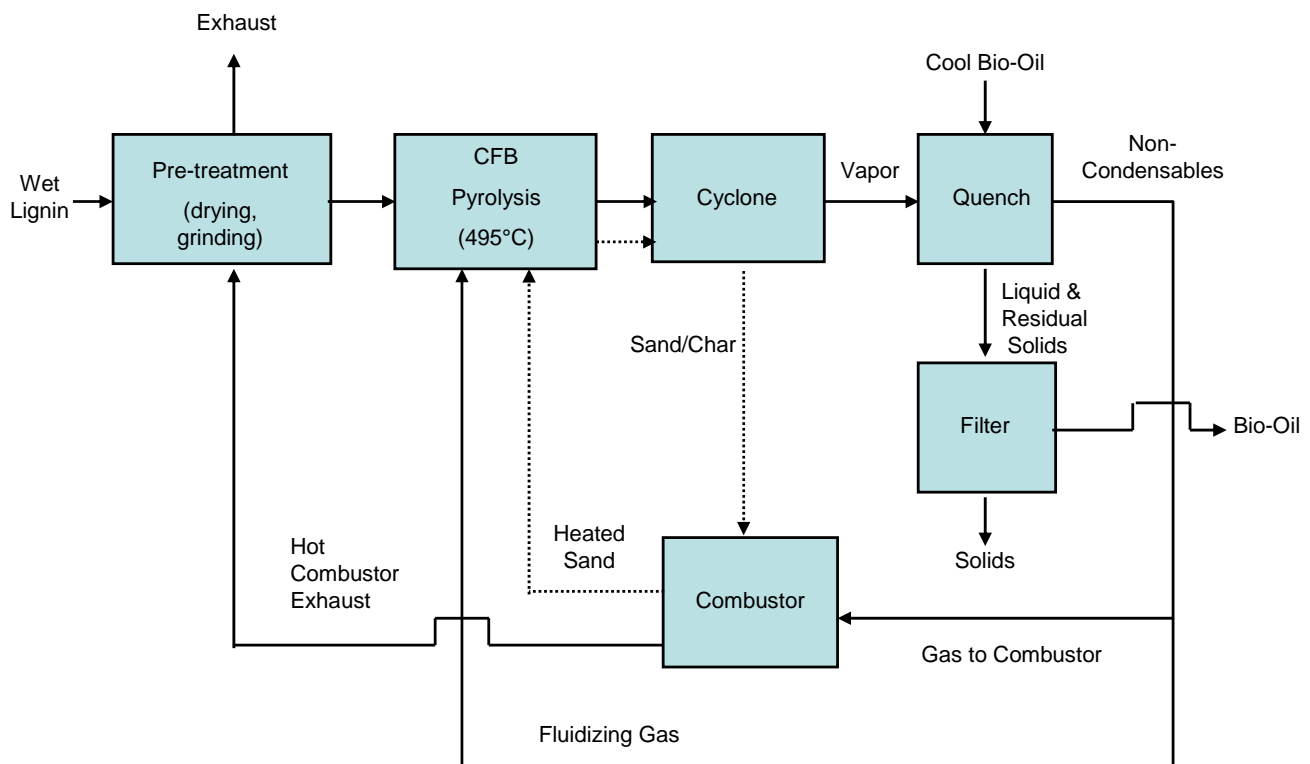 Exhaust
Cool Bio-Oil
Wet
Lignin
Pre-treatment
(drying,
grinding)
CFB
Pyrolysis
(495°C)
Cyclone
Vapor
Quench
Non-
Condensables
Liquid &
Residual
Solids
Sand/Char
Filter
Bio-Oil
Solids
Hot
Combustor
Exhaust
Heated
Sand
Combustor
Gas to Combustor
Fluidizing Gas